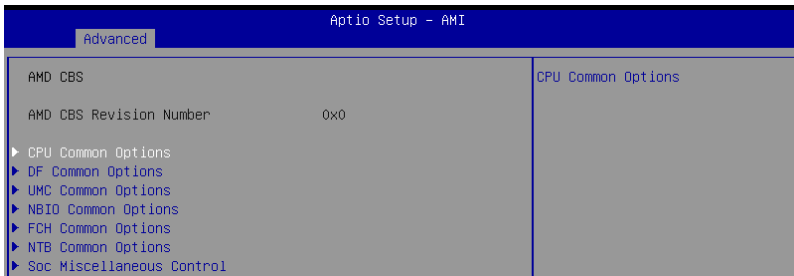 Aptio Setup - AMI
Advanced
AMD CBS
CPU Common Options
AMD CBS Revision Number 0x0
CPU Common Options
DF Common Options
UMC Common Options
NBIO Common Options
FCH Common Options
NTB Common Options
Soc Miscellaneous Control